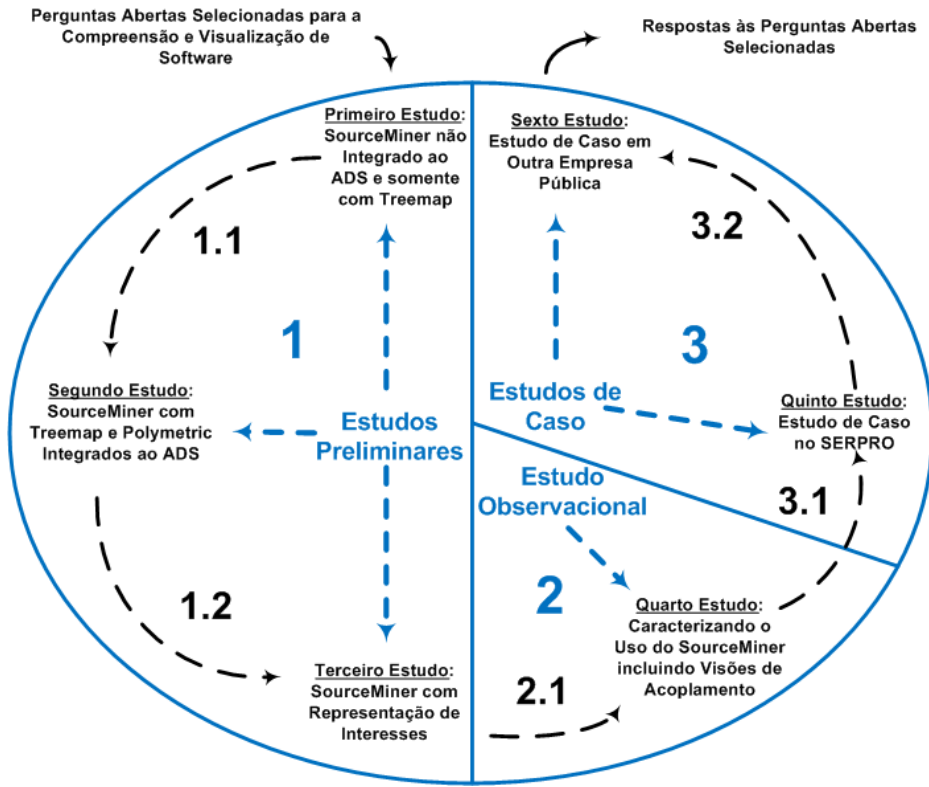 Perguntas Abertas Selecionadas para a
Compreensão e Visualização de
Software
Respostas às Perguntas Abertas
Selecionadas
Primeiro Estudo:
SourceMiner não
Integrado ao
ADS e somente
com Treemap
Sexto Estudo:
Estudo de Caso em
Outra Empresa
Pública
1.1
3.2
1
3
Segundo Estudo:
SourceMiner com
Treemap e Polymetric
Integrados ao ADS
Estudos
Preliminares
Estudos de
Caso
Quinto Estudo:
Estudo de Caso
no SERPRO
Estudo
Observacional
3.1
1.2
2
Quarto Estudo:
Caracterizando o
Uso do SourceMiner
incluindo Visões de
Acoplamento
Terceiro Estudo:
SourceMiner com
Representação de
Interesses
2.1